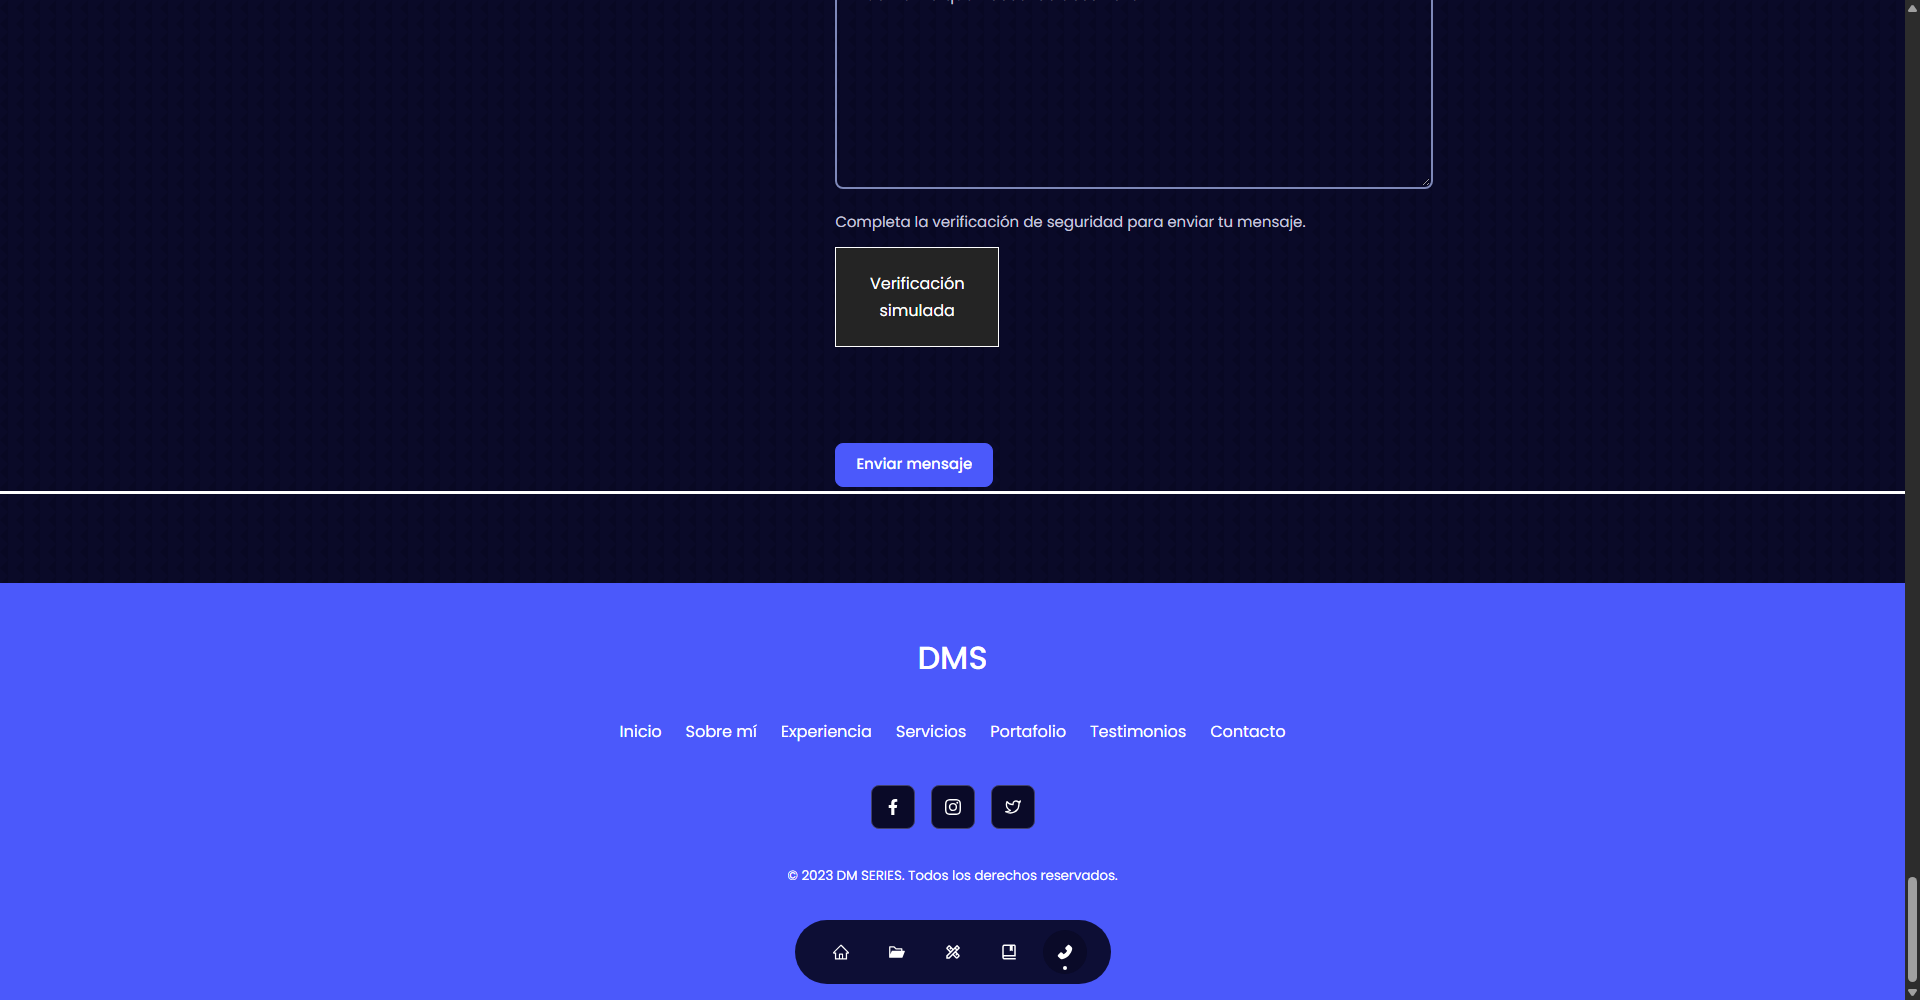 Completa la verificación de seguridad para enviar tu mensaje.
Verificación
simulada
Enviar mensaje
DMS
Inicio Sobre mí Experiencia Servicios Portafolio Testimonios Contacto
© 2023 DM SERIES. Todos los derechos reservados.